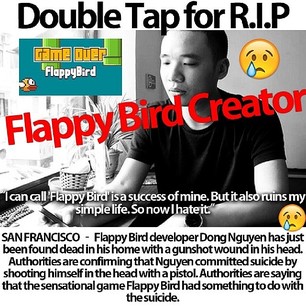 Double Tap for R.I.P
Game Over
FlappyBird
Flappy Bird Creator
"I can call 'Flappy Bird' is a success of mine. But it also ruins my
simple life. So now I hate it."
SAN FRANCISCO - Flappy Bird developer Dong Nguyen has just
been found dead in his home with a gunshot wound in his head.
Authorities are confirming that Nguyen committed suicide by
shooting himself in the head with a pistol. Authorities are saying
that the sensational game Flappy Bird had something to do with
the suicide.